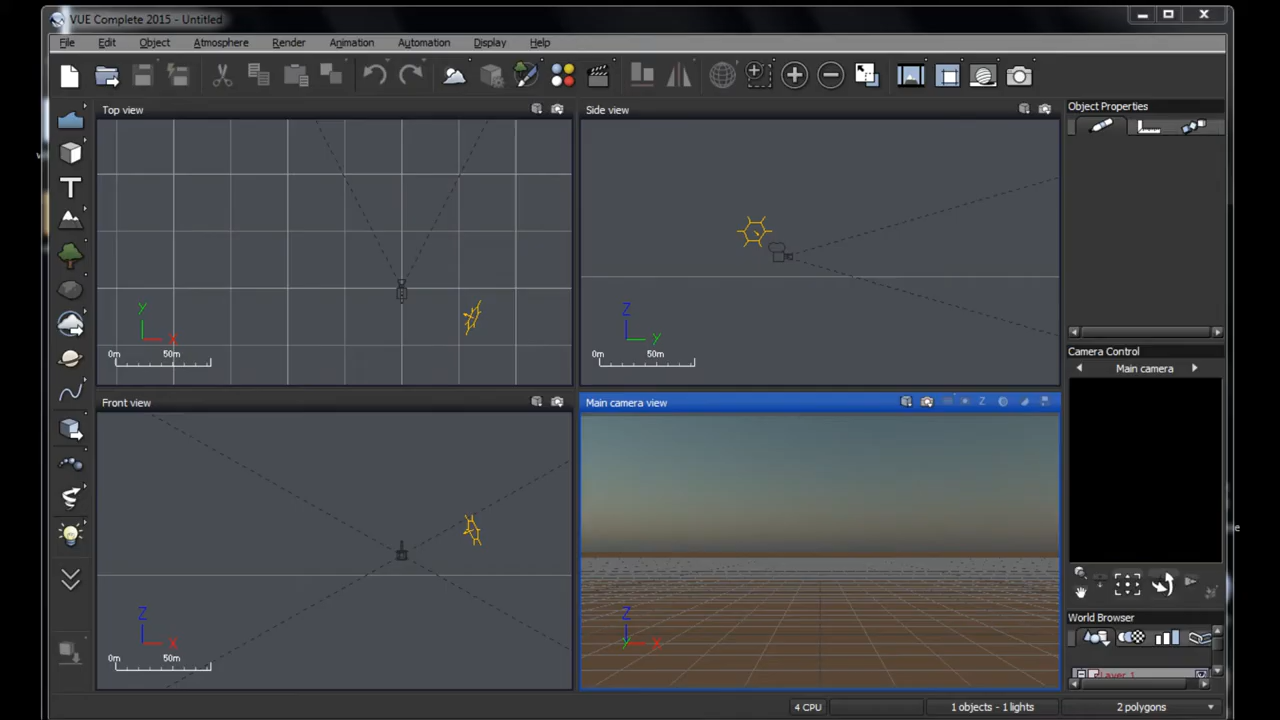 VUE Complete 2015 - Untitled
File Edit Object Atmosphere Render Animation Automation Display Help
Top view
Side view
Object Properties
Y
X
0m 50m
Z
Y
0m 50m
Camera Control
Main camera
Front view
Main camera view
Z
X
0m 50m
Z
Y
X
World Browser
Layer 1
4 CPU
1 objects - 1 lights
2 polygons